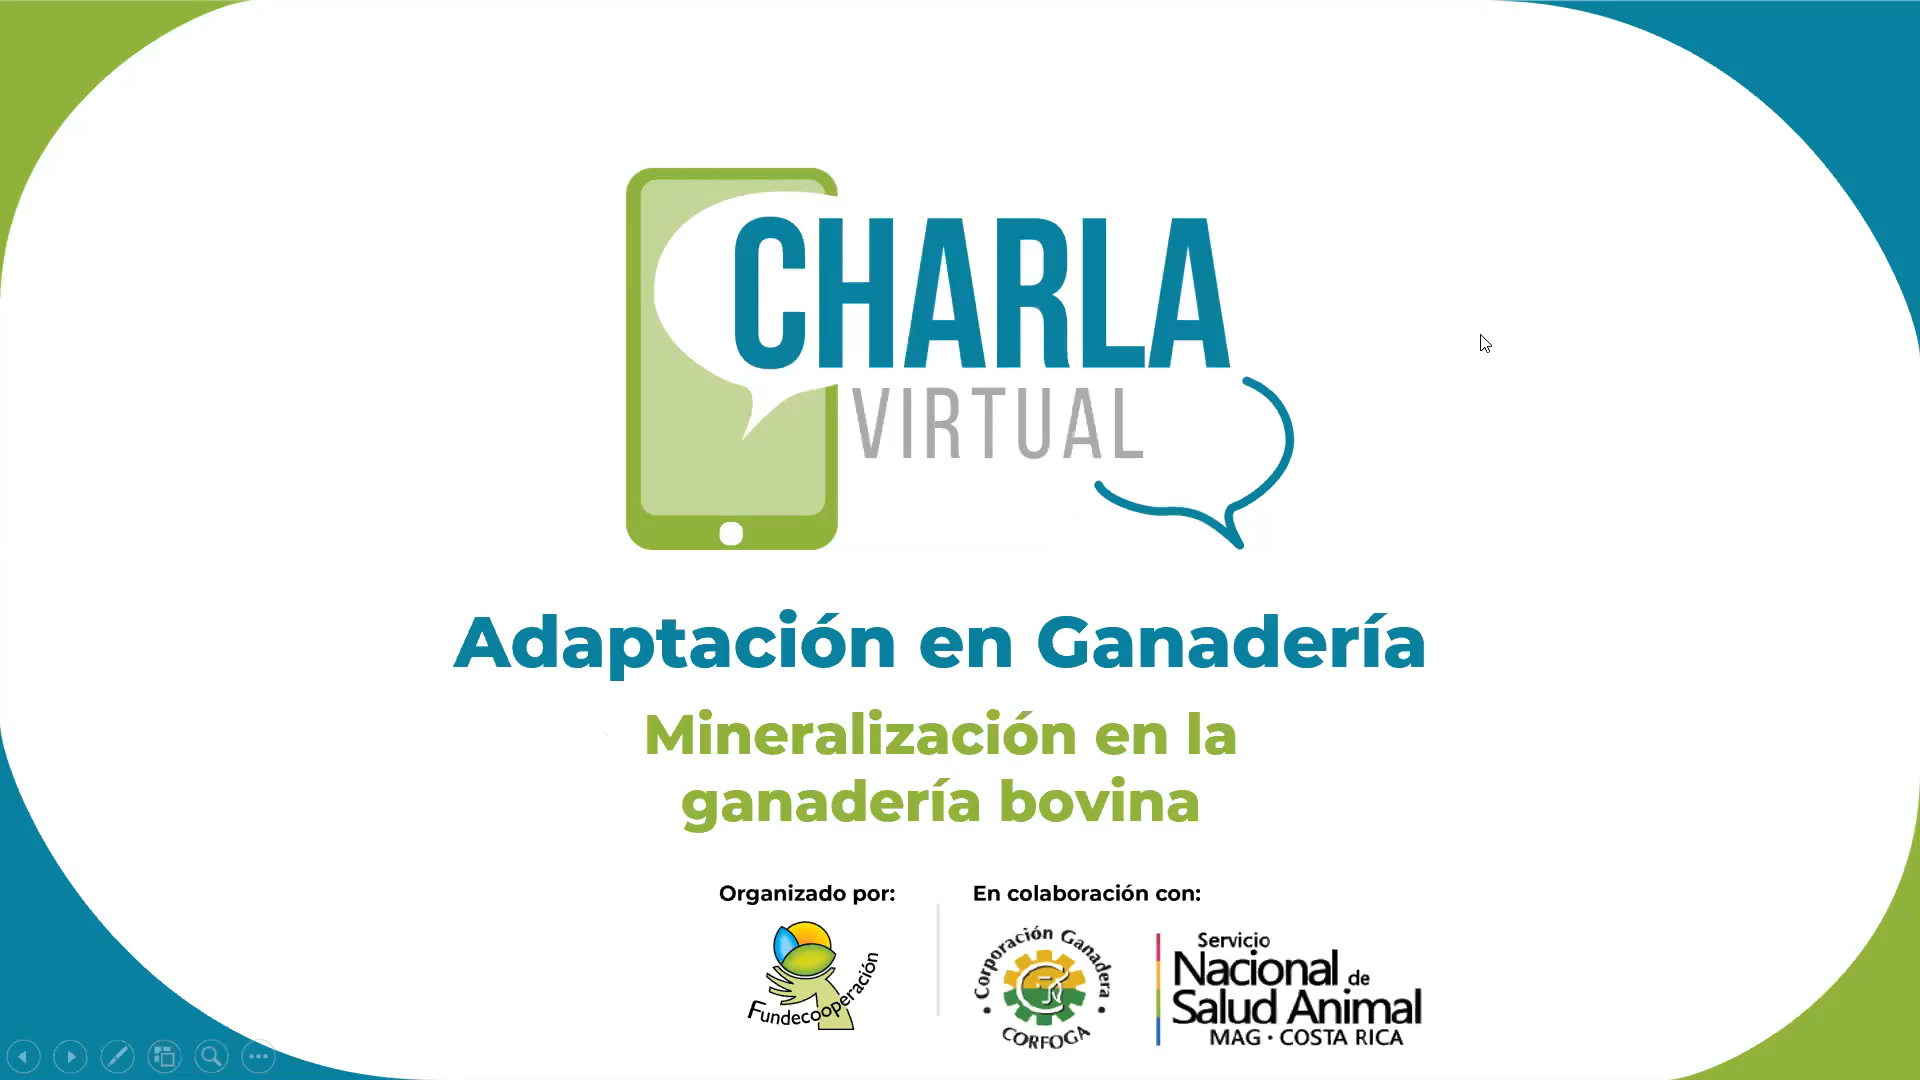 CHARLA
VIRTUAL
Adaptación en Ganadería
Mineralización en la
ganadería bovina
Organizado por:
En colaboración con:
Fundecooperación
Corporación Ganadera
CORFOGA
Servicio
Nacional de
Salud Animal
MAG · COSTA RICA